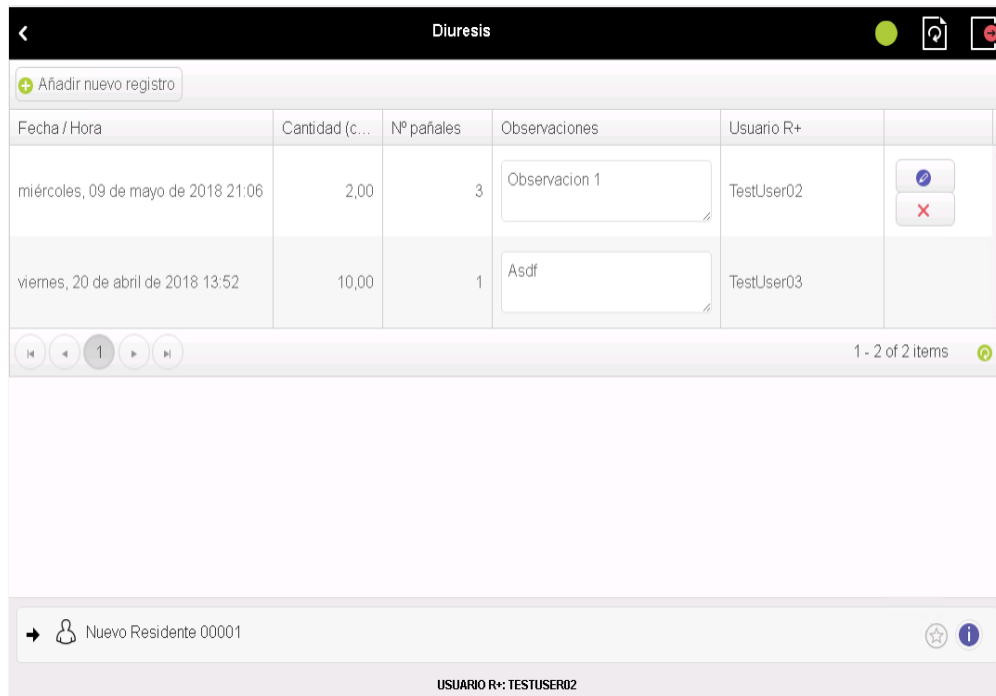 Diuresis
Añadir nuevo registro
Fecha / Hora Cantidad (c... Nº pañales Observaciones Usuario R+
miércoles, 09 de mayo de 2018 21:06 2,00 3 Observacion 1 TestUser02
viernes, 20 de abril de 2018 13:52 10,00 1 Asdf TestUser03
1 1 - 2 of 2 items
Nuevo Residente 00001
USUARIO R+: TESTUSER02